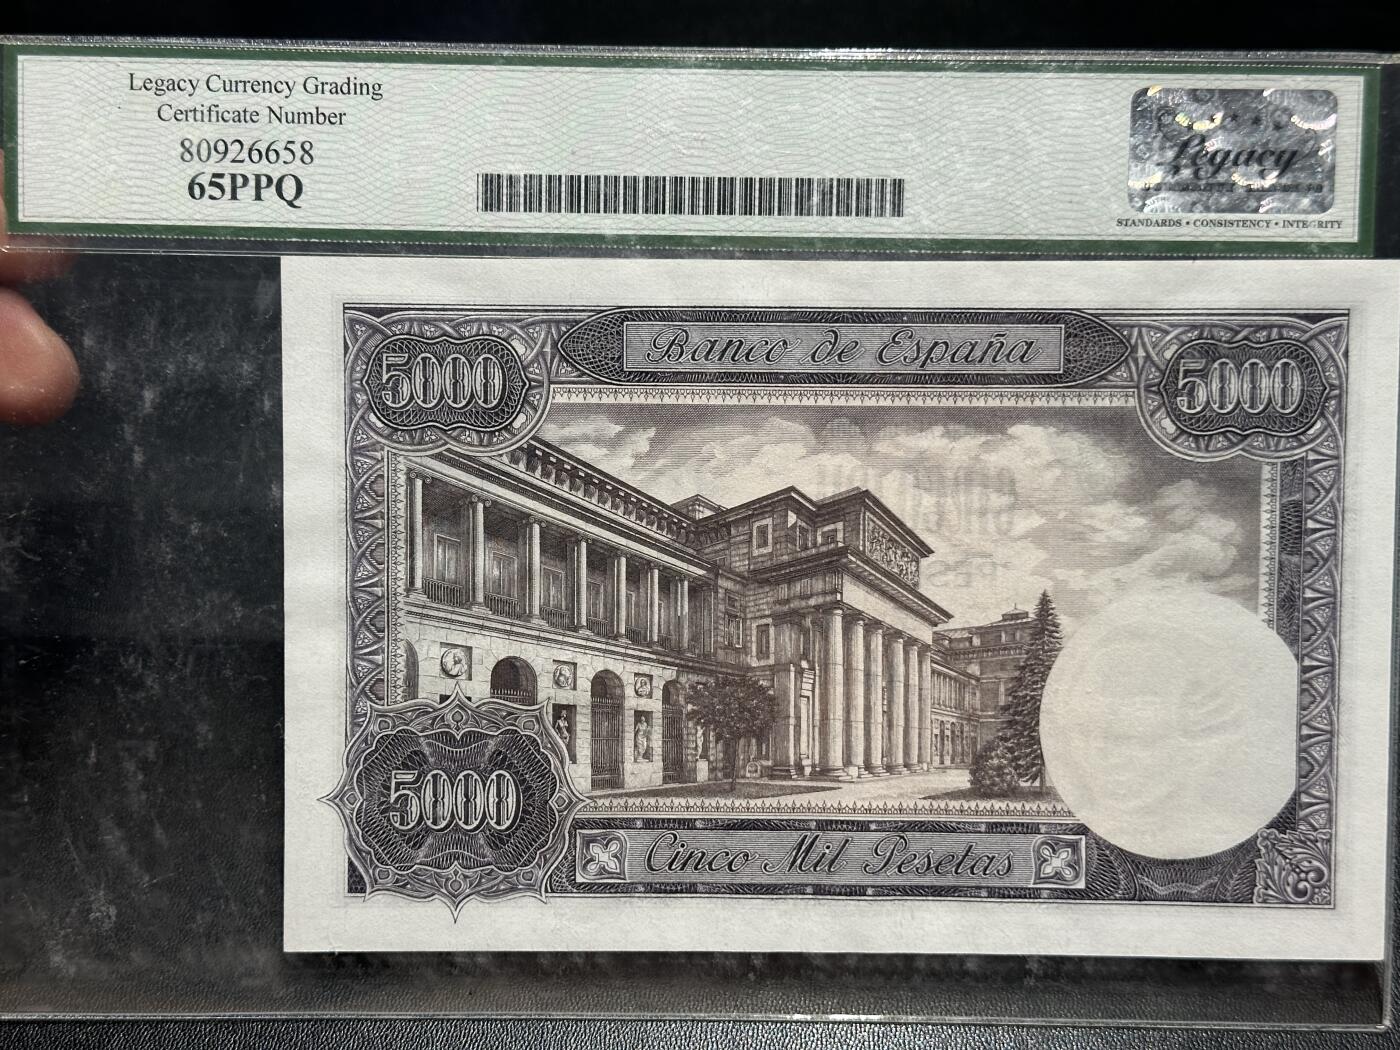 Legacy Currency Grading
Certificate Number
80926658
65PPQ
Legacy
STANDARDS • CONSISTENCY • INTEGRITY
Banco de España
5000
5000
5000
Cinco Mil Pesetas